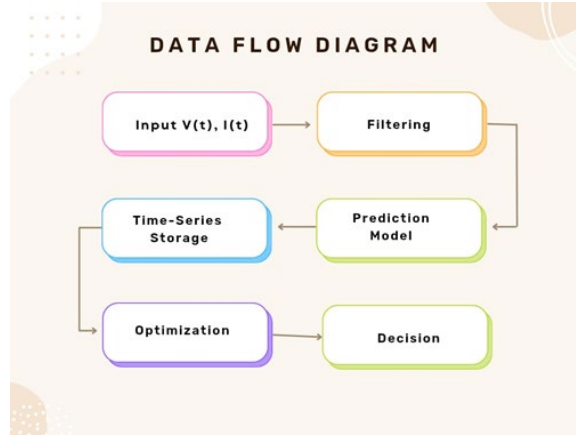 DATA FLOW DIAGRAM
Input V(t), I(t)
Filtering
Prediction
Model
Time-Series
Storage
Optimization
Decision